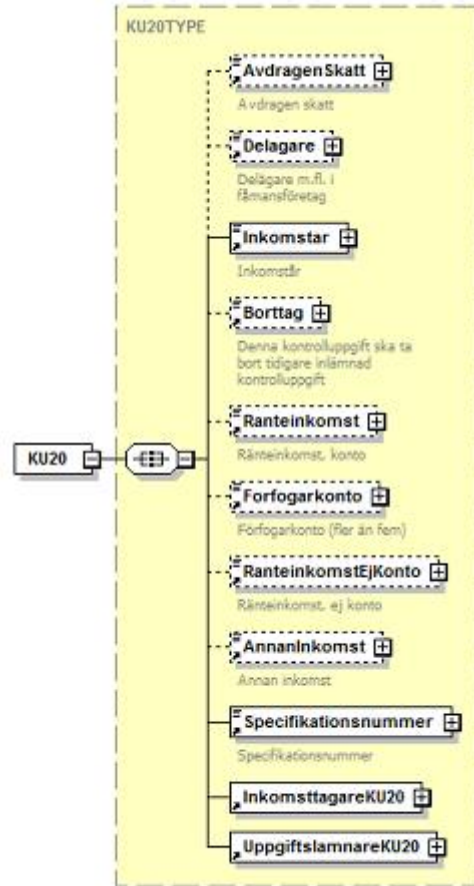 KU20TYPE
AvdragenSkatt
Avdragen skatt
Delagare
Delägare m.fl. i
fåmansföretag
Inkomstar
Inkomstår
Borttag
Denna kontrolluppgift ska ta
bort tidigare inlämnad
kontrolluppgift
Ranteinkomst
Ränteinkomst, konto
KU20
Forfogarkonto
Förfogarkonto (fler än fem)
RanteinkomstEjKonto
Ränteinkomst, ej konto
AnnanInkomst
Annan inkomst
Specifikationsnummer
Specifikationsnummer
InkomsttagareKU20
UppgiftslamnareKU20